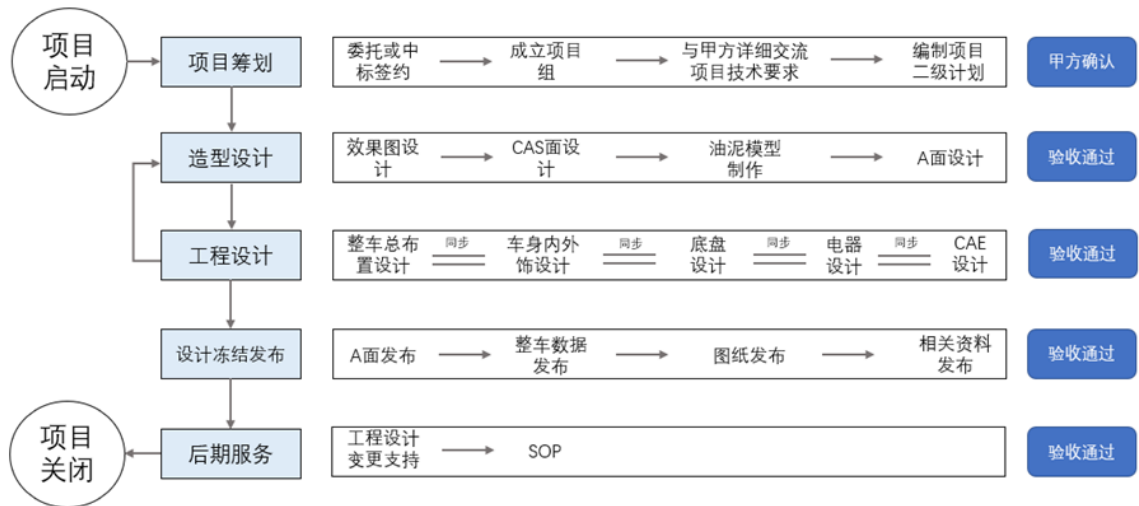 项目
启动
项目筹划
委托或中
标签约
成立项目
组
与甲方详细交流
项目技术要求
编制项目
二级计划
甲方确认
造型设计
效果图设
计
CAS面设
计
油泥模型
制作
A面设计
验收通过
工程设计
整车总布
置设计
同步
车身内外
饰设计
同步
底盘
设计
同步
电器
设计
同步
CAE
设计
验收通过
设计冻结发布
A面发布
整车数据
发布
图纸发布
相关资料
发布
验收通过
项目
关闭
后期服务
工程设计
变更支持
SOP
验收通过